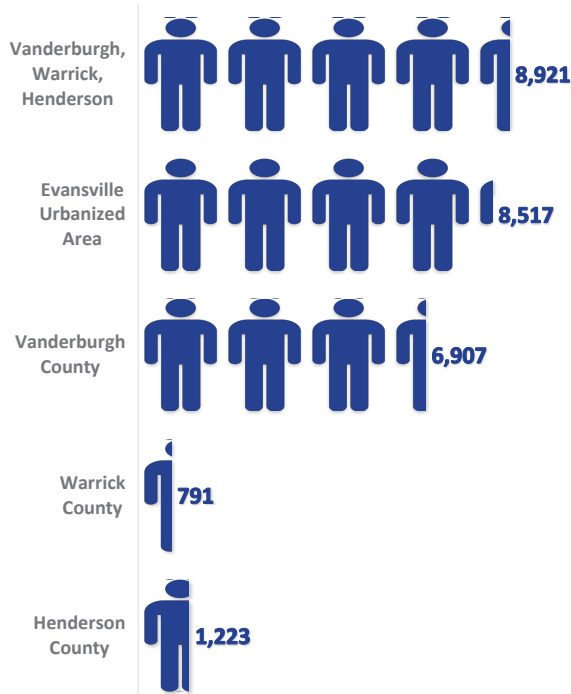 Vanderburgh,
Warrick,
Henderson
8,921
Evansville
Urbanized
Area
8,517
Vanderburgh
County
6,907
Warrick
County
791
Henderson
County
1,223